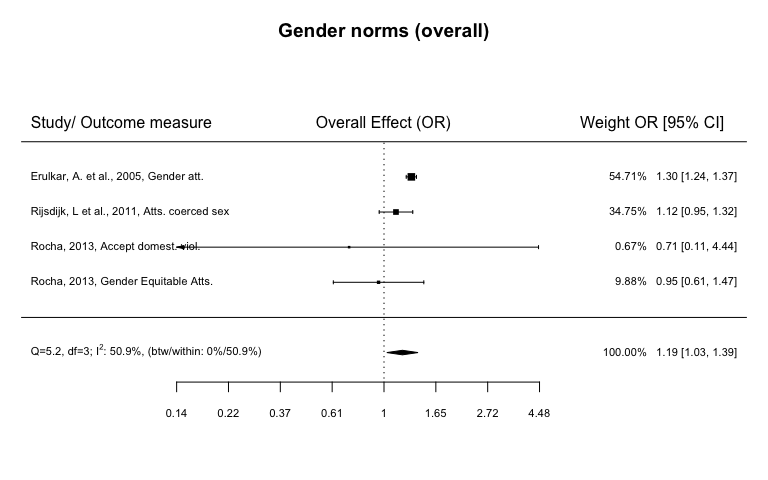 Gender norms (overall)
Study/ Outcome measure Overall Effect (OR) Weight OR [95% CI]
Erulkar, A. et al., 2005, Gender att. 54.71% 1.30 [1.24, 1.37]
Rijsdijk, L et al., 2011, Atts. coerced sex 34.75% 1.12 [0.95, 1.32]
Rocha, 2013, Accept domest. viol. 0.67% 0.71 [0.11, 4.44]
Rocha, 2013, Gender Equitable Atts. 9.88% 0.95 [0.61, 1.47]
Q=5.2, df=3; I²: 50.9%, (btw/within: 0%/50.9%) 100.00% 1.19 [1.03, 1.39]
0.14 0.22 0.37 0.61 1 1.65 2.72 4.48